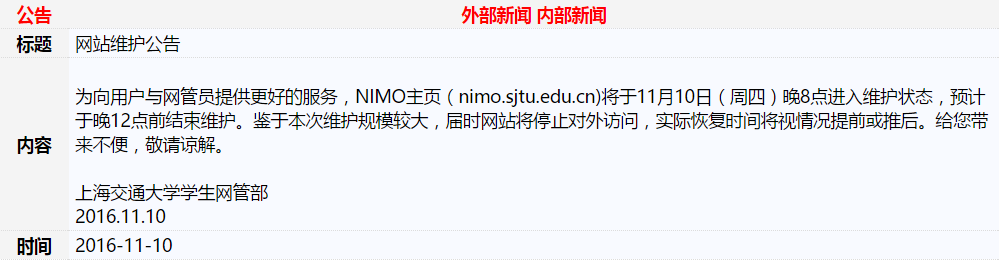 公告 外部新闻 内部新闻
标题 网站维护公告
为向用户与网管员提供更好的服务，NIMO主页（nimo.sjtu.edu.cn)将于11月10日（周四）晚8点进入维护状态，预计
于晚12点前结束维护。鉴于本次维护规模较大，届时网站将停止对外访问，实际恢复时间将视情况提前或推后。给您带
内容 来不便，敬请谅解。
上海交通大学学生网管部
2016.11.10
时间 2016-11-10